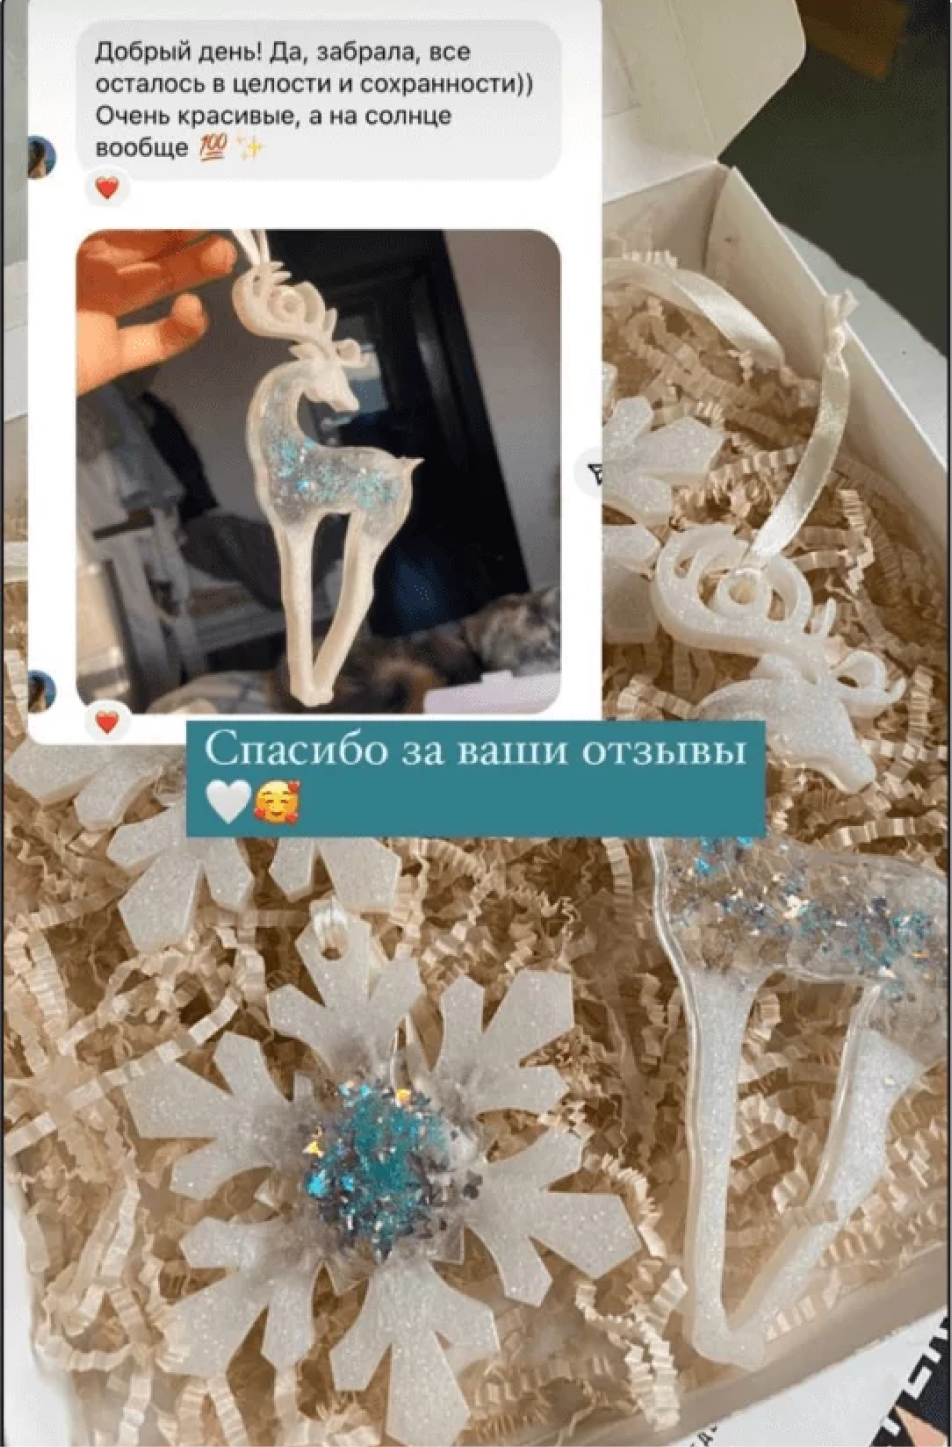 Добрый день! Да, забрала, все
осталось в целости и сохранности))
Очень красивые, а на солнце
вообще 💯 ✨
Спасибо за ваши отзывы
🤍🥰